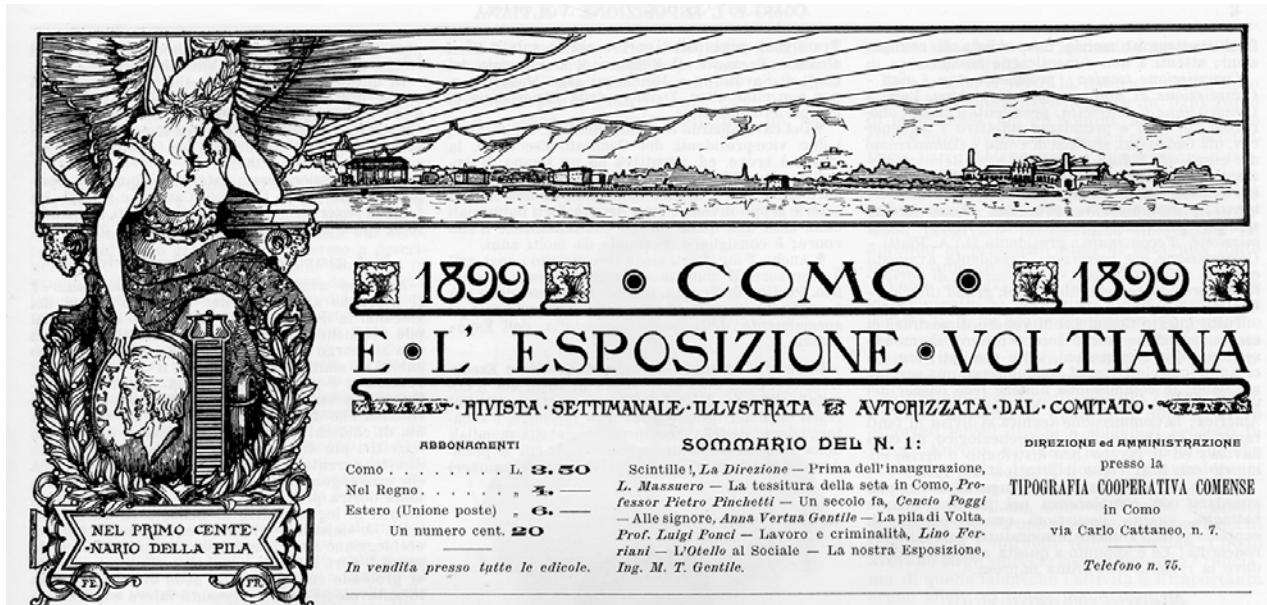 1899 • COMO • 1899
E • L' ESPOSIZIONE • VOLTIANA
• RIVISTA • SETTIMANALE • ILLVSTRATA ET AVTORIZZATA • DAL • COMITATO •
VOLTA
NEL PRIMO CENTE-
-NARIO DELLA PILA
FE FR
ABBONAMENTI
Como . . . . . . . . L. 3.50
Nel Regno . . . . . . „ 4. —
Estero (Unione poste) „ 6. —
Un numero cent. 20
In vendita presso tutte le edicole.
SOMMARIO DEL N. 1:
Scintille!, La Direzione — Prima dell'inaugurazione,
L. Massuero — La tessitura della seta in Como, Pro-
fessor Pietro Pinchetti — Un secolo fa, Cencio Poggi
— Alle signore, Anna Vertua Gentile — La pila di Volta,
Prof. Luigi Ponci — Lavoro e criminalità, Lino Fer-
riani — L'Otello al Sociale — La nostra Esposizione,
Ing. M. T. Gentile.
DIREZIONE ed AMMINISTRAZIONE
presso la
TIPOGRAFIA COOPERATIVA COMENSE
in Como
via Carlo Cattaneo, n. 7.
Telefono n. 75.